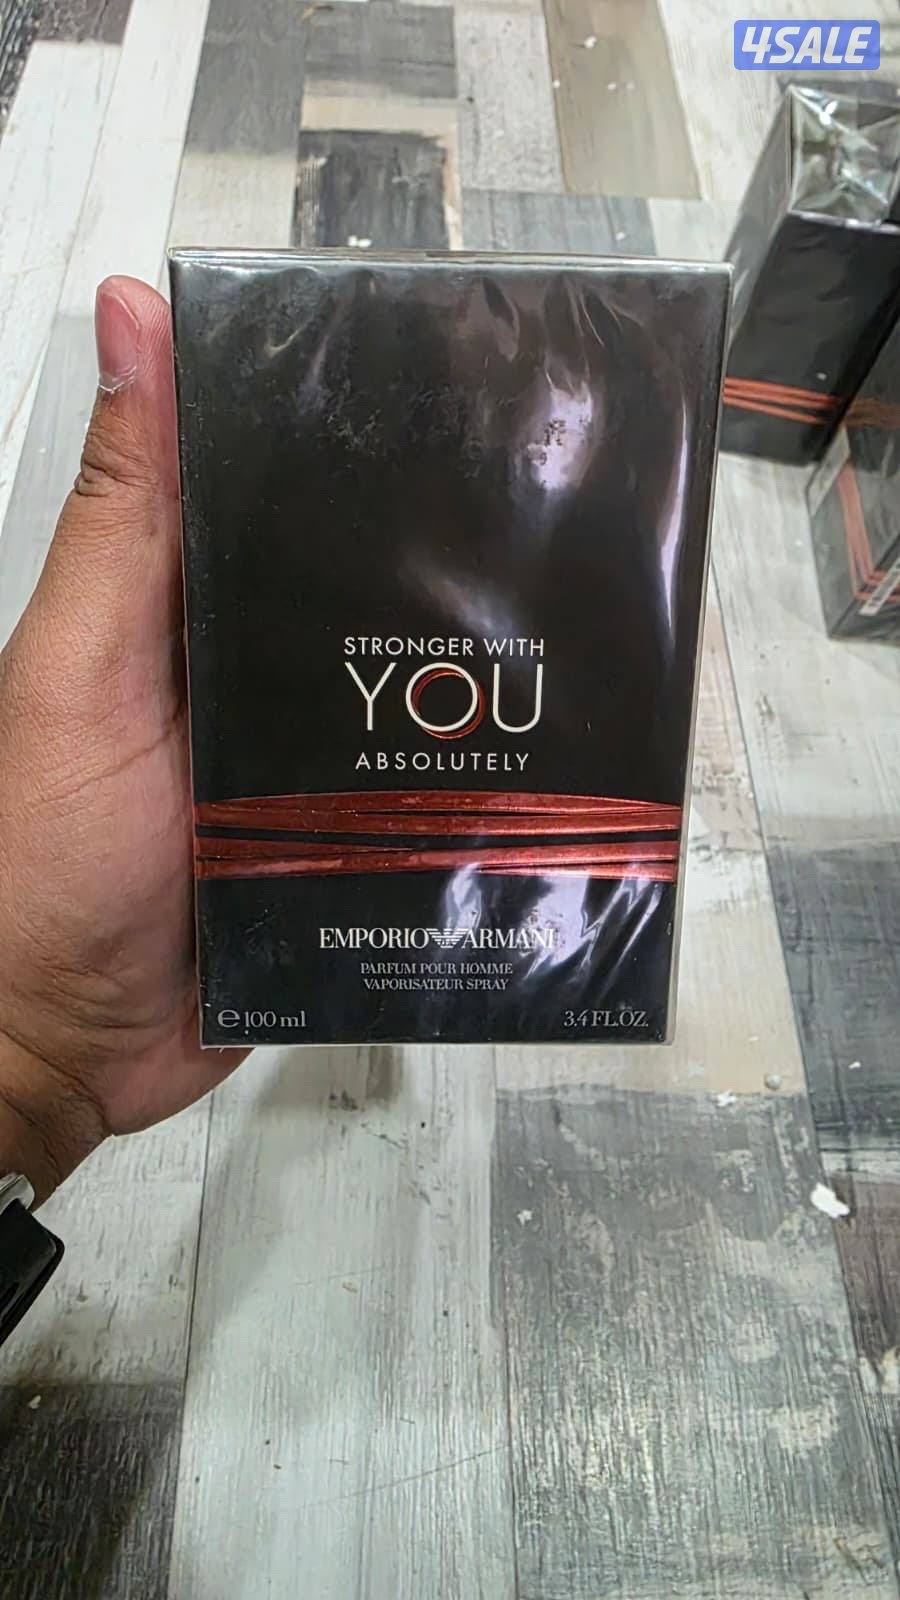 4SALE
STRONGER WITH
YOU
ABSOLUTELY
EMPORIO ARMANI
PARFUM POUR HOMME
VAPORISATEUR SPRAY
℮100 ml
3.4 FL.OZ.